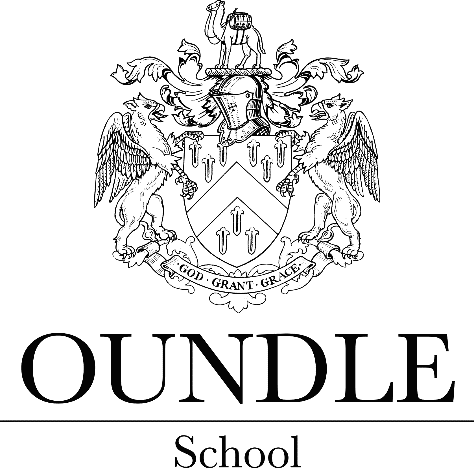 GOD · GRANT · GRACE
OUNDLE
School